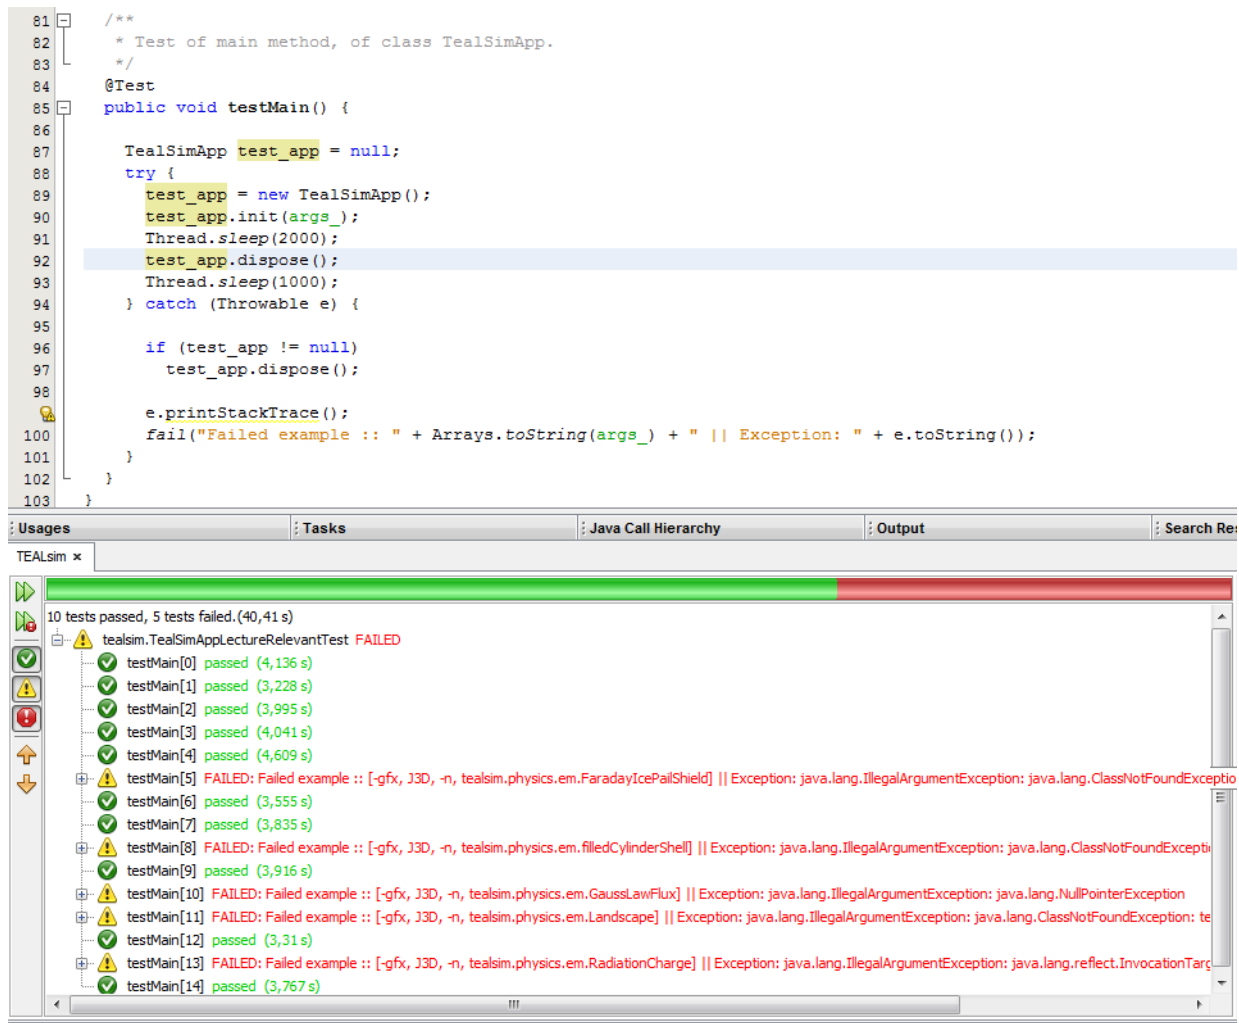 81 /**
82 * Test of main method, of class TealSimApp.
83 */
84 @Test
85 public void testMain() {
86
87 TealSimApp test_app = null;
88 try {
89 test_app = new TealSimApp();
90 test_app.init(args_);
91 Thread.sleep(2000);
92 test_app.dispose();
93 Thread.sleep(1000);
94 } catch (Throwable e) {
95
96 if (test_app != null)
97 test_app.dispose();
98
e.printStackTrace();
100 fail("Failed example :: " + Arrays.toString(args_) + " || Exception: " + e.toString());
101 }
102 }
103 }
Usages Tasks Java Call Hierarchy Output Search Re
TEALsim
10 tests passed, 5 tests failed.(40,41 s)
tealsim.TealSimAppLectureRelevantTest FAILED
testMain[0] passed (4,136 s)
testMain[1] passed (3,228 s)
testMain[2] passed (3,995 s)
testMain[3] passed (4,041 s)
testMain[4] passed (4,609 s)
testMain[5] FAILED: Failed example :: [-gfx, J3D, -n, tealsim.physics.em.FaradayIcePailShield] || Exception: java.lang.IllegalArgumentException: java.lang.ClassNotFoundExceptio
testMain[6] passed (3,555 s)
testMain[7] passed (3,835 s)
testMain[8] FAILED: Failed example :: [-gfx, J3D, -n, tealsim.physics.em.filledCylinderShell] || Exception: java.lang.IllegalArgumentException: java.lang.ClassNotFoundExcepti
testMain[9] passed (3,916 s)
testMain[10] FAILED: Failed example :: [-gfx, J3D, -n, tealsim.physics.em.GaussLawFlux] || Exception: java.lang.IllegalArgumentException: java.lang.NullPointerException
testMain[11] FAILED: Failed example :: [-gfx, J3D, -n, tealsim.physics.em.Landscape] || Exception: java.lang.IllegalArgumentException: java.lang.ClassNotFoundException: te
testMain[12] passed (3,31 s)
testMain[13] FAILED: Failed example :: [-gfx, J3D, -n, tealsim.physics.em.RadiationCharge] || Exception: java.lang.IllegalArgumentException: java.lang.reflect.InvocationTarg
testMain[14] passed (3,767 s)